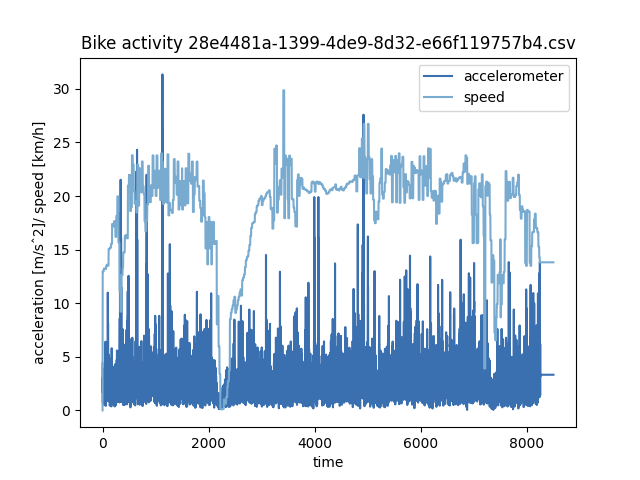 Bike activity 28e4481a-1399-4de9-8d32-e66f119757b4.csv
accelerometer
speed
acceleration [m/s^2]/ speed [km/h]
30
25
20
15
10
5
0
0 2000 4000 6000 8000
time